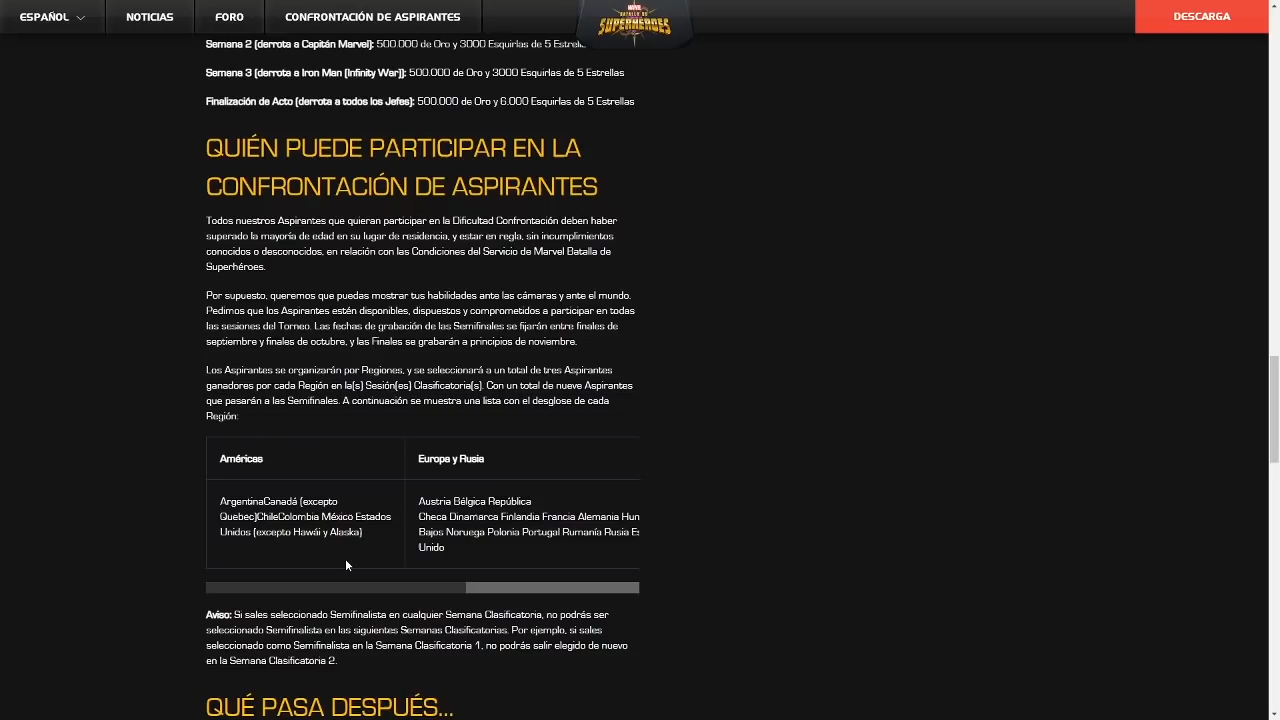 ESPAÑOL
NOTICIAS
FORO
CONFRONTACIÓN DE ASPIRANTES
MARVEL
BATALLA DE
SUPERHÉROES
DESCARGA
Semana 2 (derrota a Capitán Marvel): 500.000 de Oro y 3000 Esquirlas de 5 Estrellas
Semana 3 (derrota a Iron Man [Infinity War]): 500.000 de Oro y 3000 Esquirlas de 5 Estrellas
Finalización de Acto (derrota a todos los Jefes): 500.000 de Oro y 6.000 Esquirlas de 5 Estrellas
QUIÉN PUEDE PARTICIPAR EN LA
CONFRONTACIÓN DE ASPIRANTES
Todos nuestros Aspirantes que quieran participar en la Dificultad Confrontación deben haber
superado la mayoría de edad en su lugar de residencia, y estar en regla, sin incumplimientos
conocidos o desconocidos, en relación con las Condiciones del Servicio de Marvel Batalla de
Superhéroes.
Por supuesto, queremos que puedas mostrar tus habilidades ante las cámaras y ante el mundo.
Pedimos que los Aspirantes estén disponibles, dispuestos y comprometidos a participar en todas
las sesiones del Torneo. Las fechas de grabación de las Semifinales se fijarán entre finales de
septiembre y finales de octubre, y las Finales se grabarán a principios de noviembre.
Los Aspirantes se organizarán por Regiones, y se seleccionará a un total de tres Aspirantes
ganadores por cada Región en la(s) Sesión(es) Clasificatoria(s). Con un total de nueve Aspirantes
que pasarán a las Semifinales. A continuación se muestra una lista con el desglose de cada
Región:
Américas
ArgentinaCanadá (excepto
Quebec)ChileColombia México Estados
Unidos (excepto Hawái y Alaska)
Europa y Rusia
Austria Bélgica República
Checa Dinamarca Finlandia Francia Alemania Hun
Bajos Noruega Polonia Portugal Rumanía Rusia Es
Unido
Aviso: Si sales seleccionado Semifinalista en cualquier Semana Clasificatoria, no podrás ser
seleccionado Semifinalista en las siguientes Semanas Clasificatorias. Por ejemplo, si sales
seleccionado como Semifinalista en la Semana Clasificatoria 1, no podrás salir elegido de nuevo
en la Semana Clasificatoria 2.
QUÉ PASA DESPUÉS...